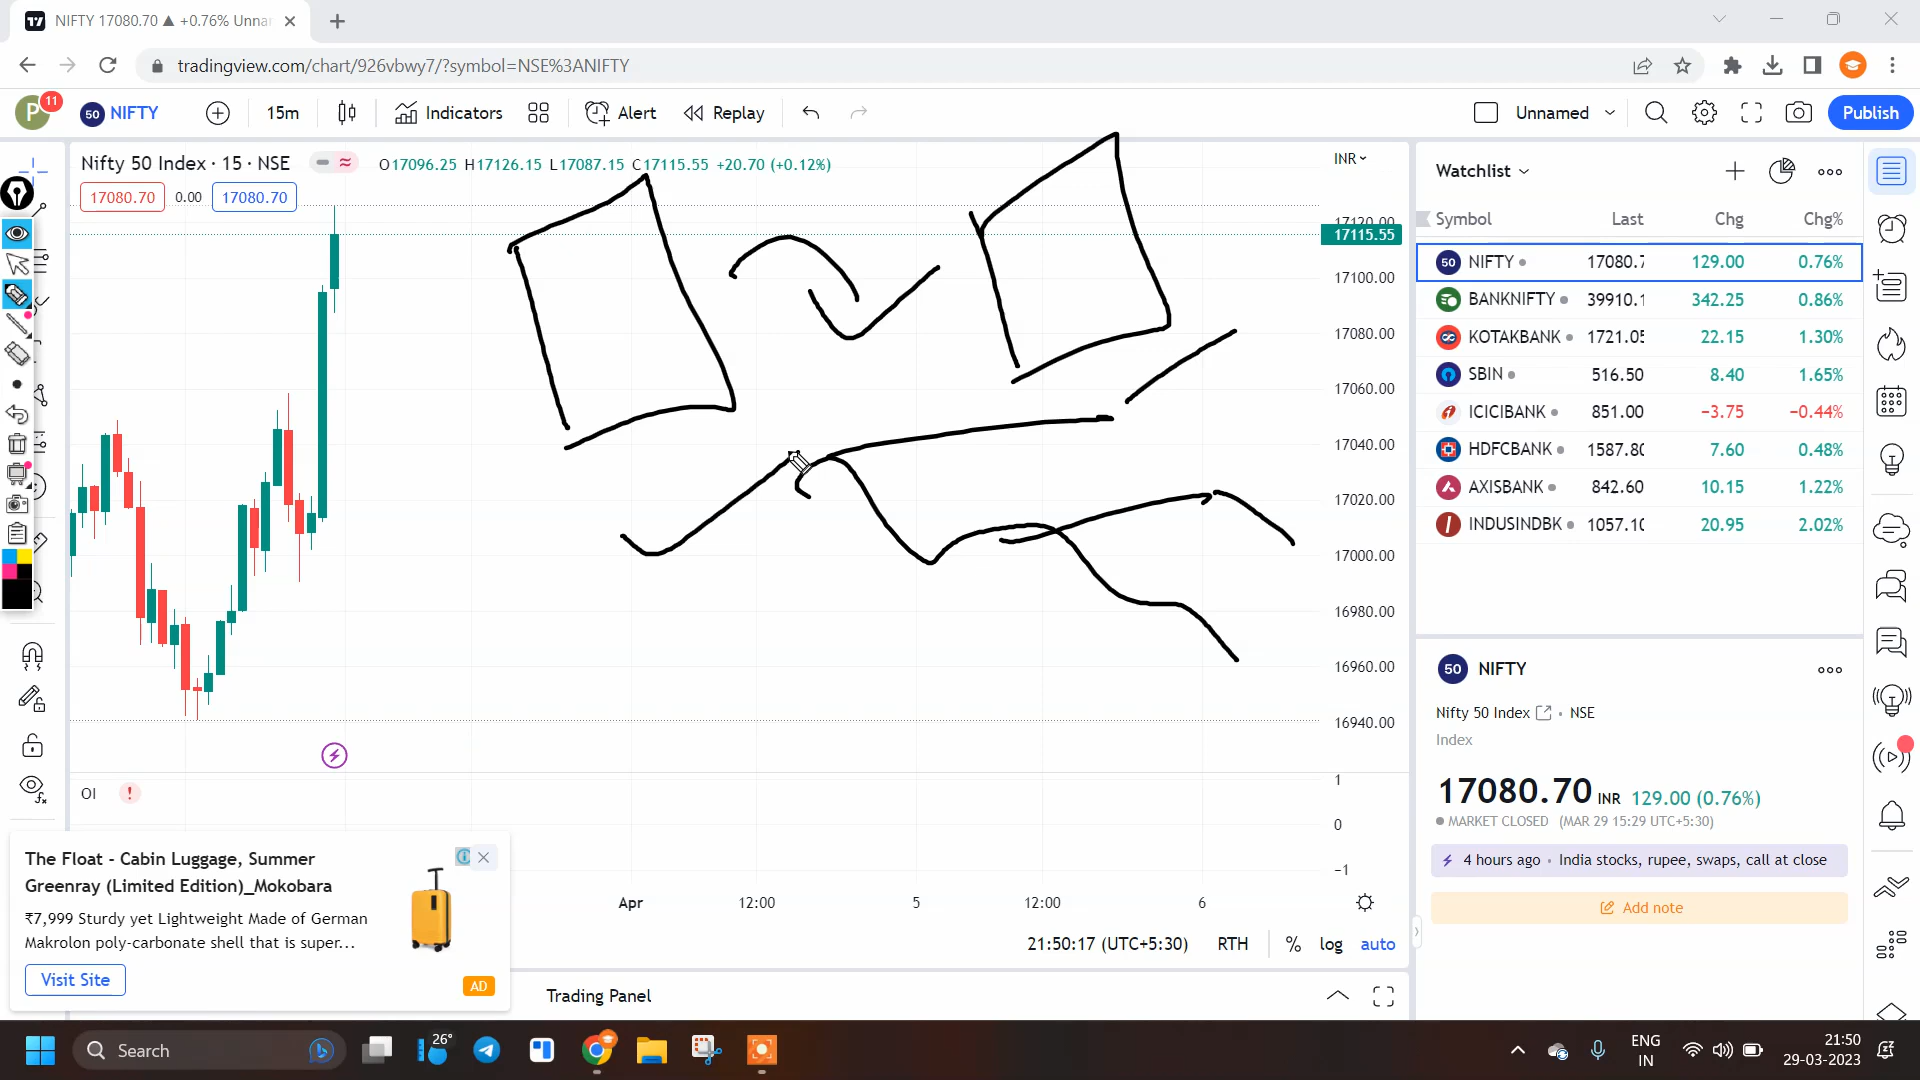 NIFTY 17080.70 ▲ +0.76% Unnan
tradingview.com/chart/926vbwy7/?symbol=NSE%3ANIFTY
P 11 50 NIFTY 15m Indicators Alert Replay Unnamed Publish
Nifty 50 Index · 15 · NSE O17096.25 H17126.15 L17087.15 C17115.55 +20.70 (+0.12%)
17080.70 0.00 17080.70
INR
17120.00
17115.55
17100.00
17080.00
17060.00
17040.00
17020.00
17000.00
16980.00
16960.00
16940.00
OI !
1
0
−1
Apr 12:00 5 12:00 6
21:50:17 (UTC+5:30) RTH % log auto
Trading Panel
The Float - Cabin Luggage, Summer
Greenray (Limited Edition)_Mokobara
₹7,999 Sturdy yet Lightweight Made of German
Makrolon poly-carbonate shell that is super...
Visit Site
AD
Watchlist
Symbol Last Chg Chg%
50 NIFTY 17080.7 129.00 0.76%
BANKNIFTY 39910.1 342.25 0.86%
KOTAKBANK 1721.05 22.15 1.30%
SBIN 516.50 8.40 1.65%
ICICIBANK 851.00 −3.75 −0.44%
HDFCBANK 1587.80 7.60 0.48%
AXISBANK 842.60 10.15 1.22%
INDUSINDBK 1057.10 20.95 2.02%
50 NIFTY
Nifty 50 Index · NSE
Index
17080.70 INR 129.00 (0.76%)
MARKET CLOSED (MAR 29 15:29 UTC+5:30)
4 hours ago · India stocks, rupee, swaps, call at close
Add note
Search
26°
ENG
IN
21:50
29-03-2023